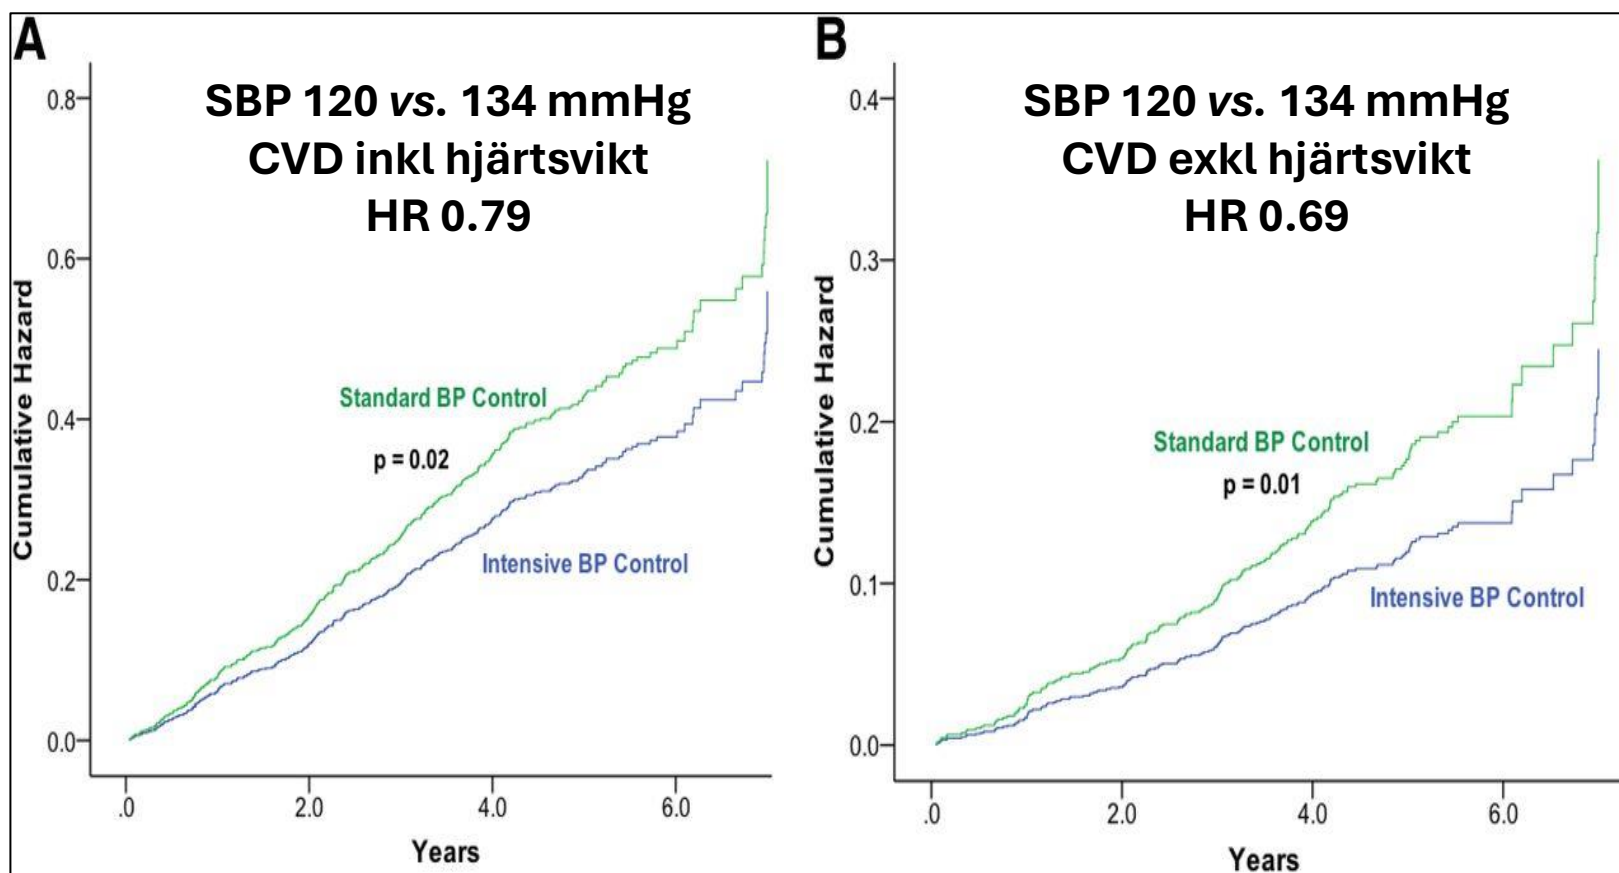 A
SBP 120 vs. 134 mmHg
CVD inkl hjärtsvikt
HR 0.79
0.8
0.6
0.4
0.2
0.0
Cumulative Hazard
Standard BP Control
p = 0.02
Intensive BP Control
.0
2.0
4.0
6.0
Years
B
SBP 120 vs. 134 mmHg
CVD exkl hjärtsvikt
HR 0.69
0.4
0.3
0.2
0.1
0.0
Cumulative Hazard
Standard BP Control
p = 0.01
Intensive BP Control
.0
2.0
4.0
6.0
Years